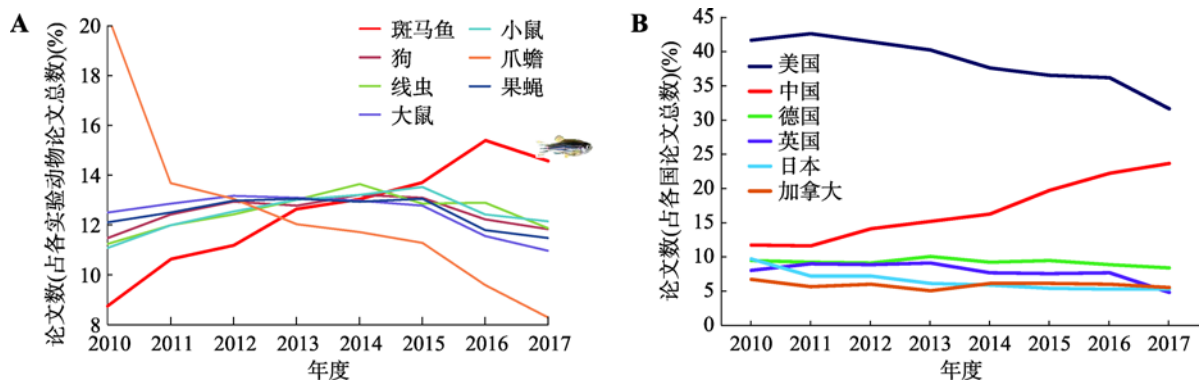 A
论文数(占各实验动物论文总数)(%)
20
18
16
14
12
10
8
斑马鱼
狗
线虫
大鼠
小鼠
爪蟾
果蝇
2010 2011 2012 2013 2014 2015 2016 2017
年度
B
论文数(占各国论文总数)(%)
45
40
35
30
25
20
15
10
5
0
美国
中国
德国
英国
日本
加拿大
2010 2011 2012 2013 2014 2015 2016 2017
年度